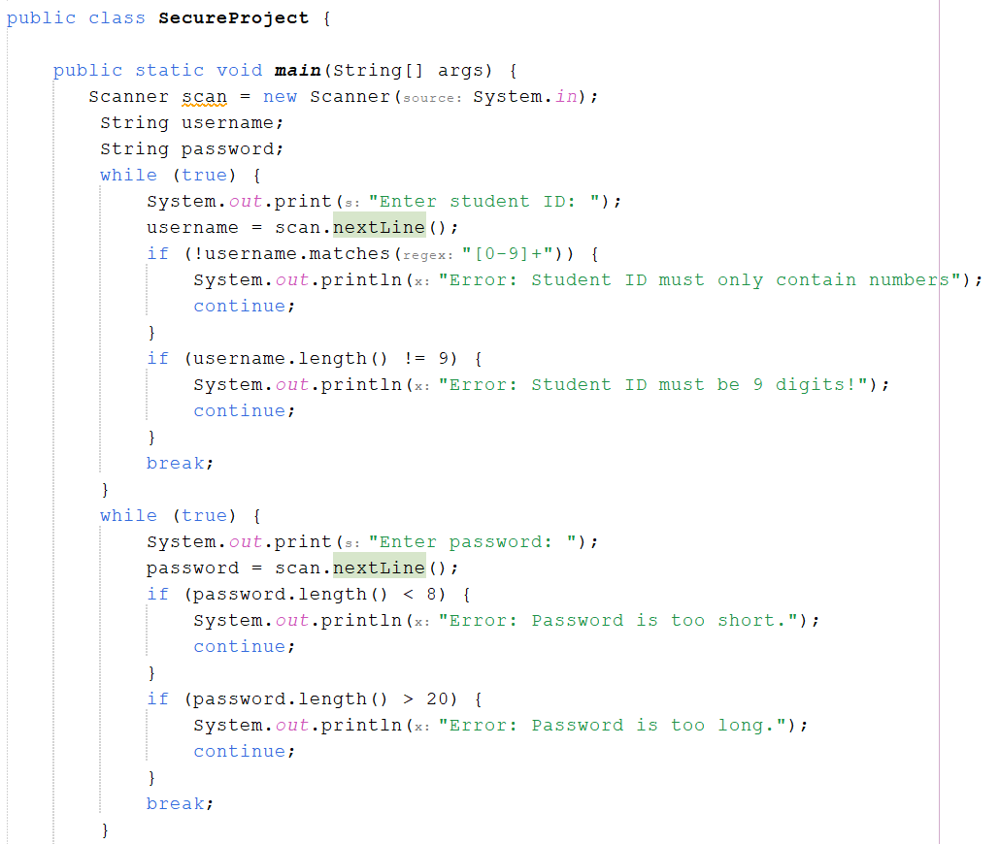 public class SecureProject {
public static void main(String[] args) {
Scanner scan = new Scanner(source: System.in);
String username;
String password;
while (true) {
System.out.print(s: "Enter student ID: ");
username = scan.nextLine();
if (!username.matches(regex: "[0-9]+")) {
System.out.println(x: "Error: Student ID must only contain numbers");
continue;
}
if (username.length() != 9) {
System.out.println(x: "Error: Student ID must be 9 digits!");
continue;
}
break;
}
while (true) {
System.out.print(s: "Enter password: ");
password = scan.nextLine();
if (password.length() < 8) {
System.out.println(x: "Error: Password is too short.");
continue;
}
if (password.length() > 20) {
System.out.println(x: "Error: Password is too long.");
continue;
}
break;
}